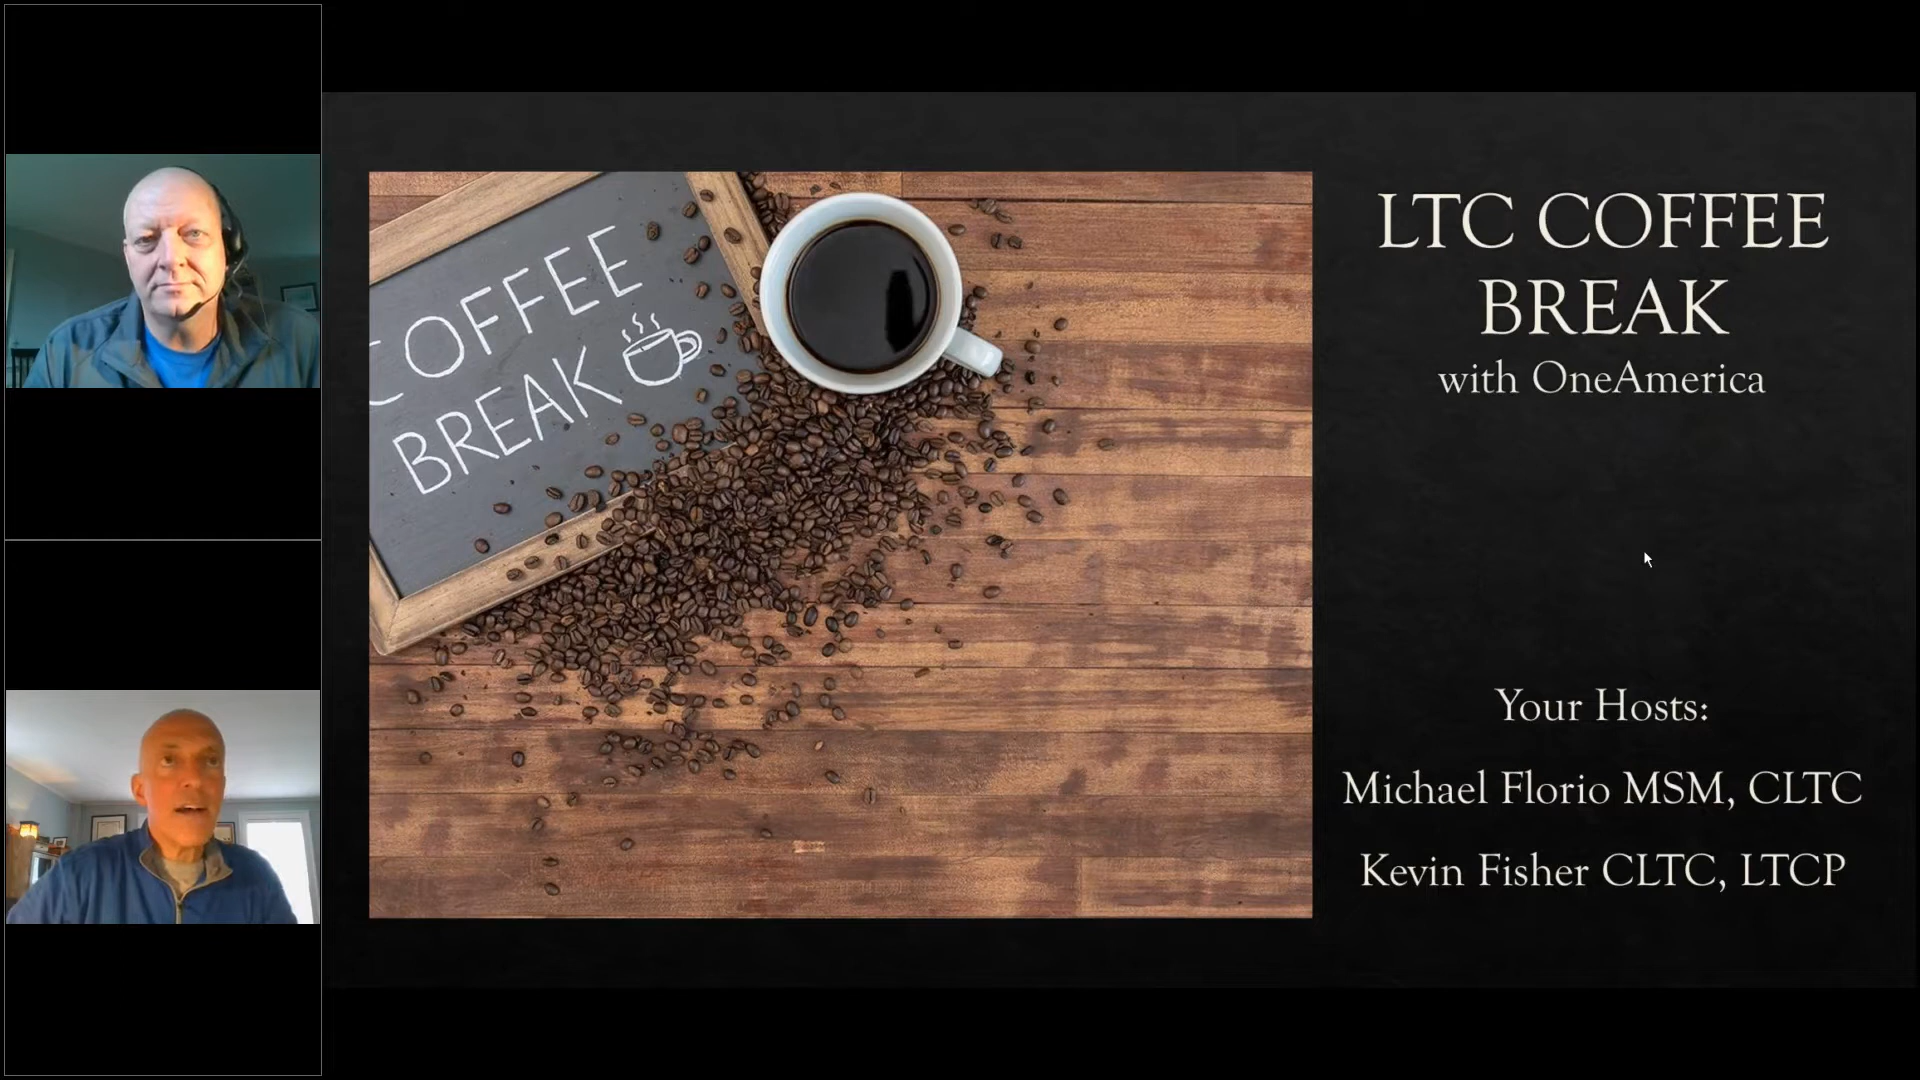 COFFEE
BREAK
LTC COFFEE
BREAK
with OneAmerica
Your Hosts:
Michael Florio MSM, CLTC
Kevin Fisher CLTC, LTCP